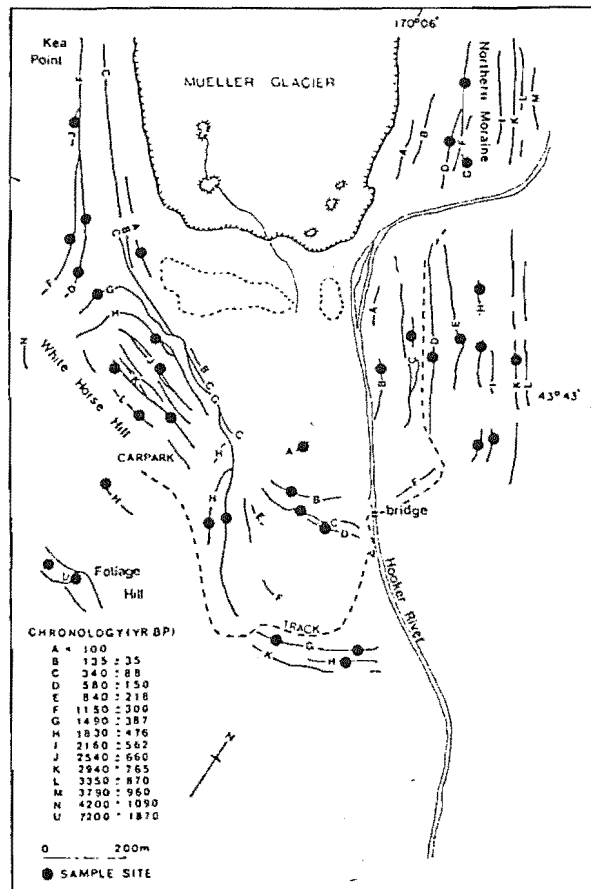 170°06'
Kea
Point
MUELLER GLACIER
Northern Moraine
43°43'
White Horse Hill
CARPARK
bridge
Hooker River
Foliage
Hill
TRACK
CHRONOLOGY (YR BP)
A < 100
B 135 ± 35
C 340 ± 88
D 580 ± 150
E 840 ± 218
F 1150 ± 300
G 1490 ± 387
H 1830 ± 476
I 2160 ± 562
J 2540 ± 660
K 2940 ± 765
L 3350 ± 870
M 3790 ± 960
N 4200 ± 1090
U 7200 ± 1870
N
0 200m
SAMPLE SITE